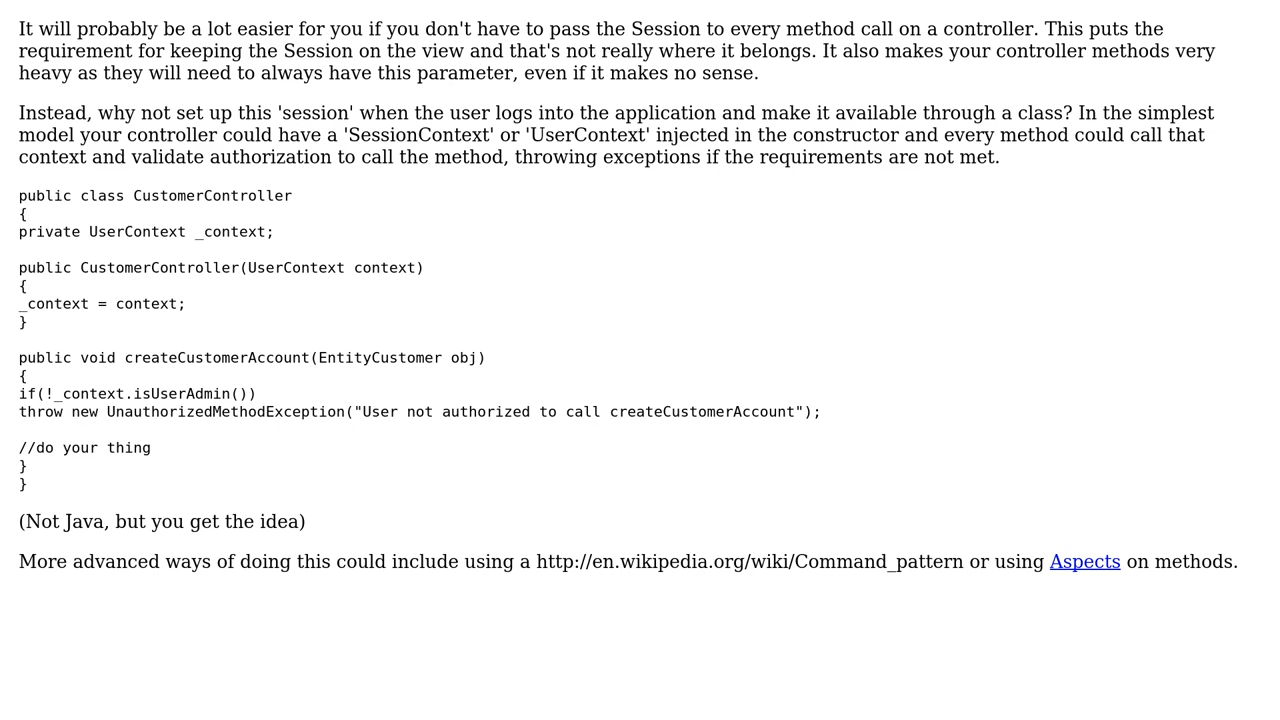 It will probably be a lot easier for you if you don't have to pass the Session to every method call on a controller. This puts the
requirement for keeping the Session on the view and that's not really where it belongs. It also makes your controller methods very
heavy as they will need to always have this parameter, even if it makes no sense.
Instead, why not set up this 'session' when the user logs into the application and make it available through a class? In the simplest
model your controller could have a 'SessionContext' or 'UserContext' injected in the constructor and every method could call that
context and validate authorization to call the method, throwing exceptions if the requirements are not met.
public class CustomerController
{
private UserContext _context;
public CustomerController(UserContext context)
{
_context = context;
}
public void createCustomerAccount(EntityCustomer obj)
{
if(!_context.isUserAdmin())
throw new UnauthorizedMethodException("User not authorized to call createCustomerAccount");
//do your thing
}
}
(Not Java, but you get the idea)
More advanced ways of doing this could include using a http://en.wikipedia.org/wiki/Command_pattern or using Aspects on methods.